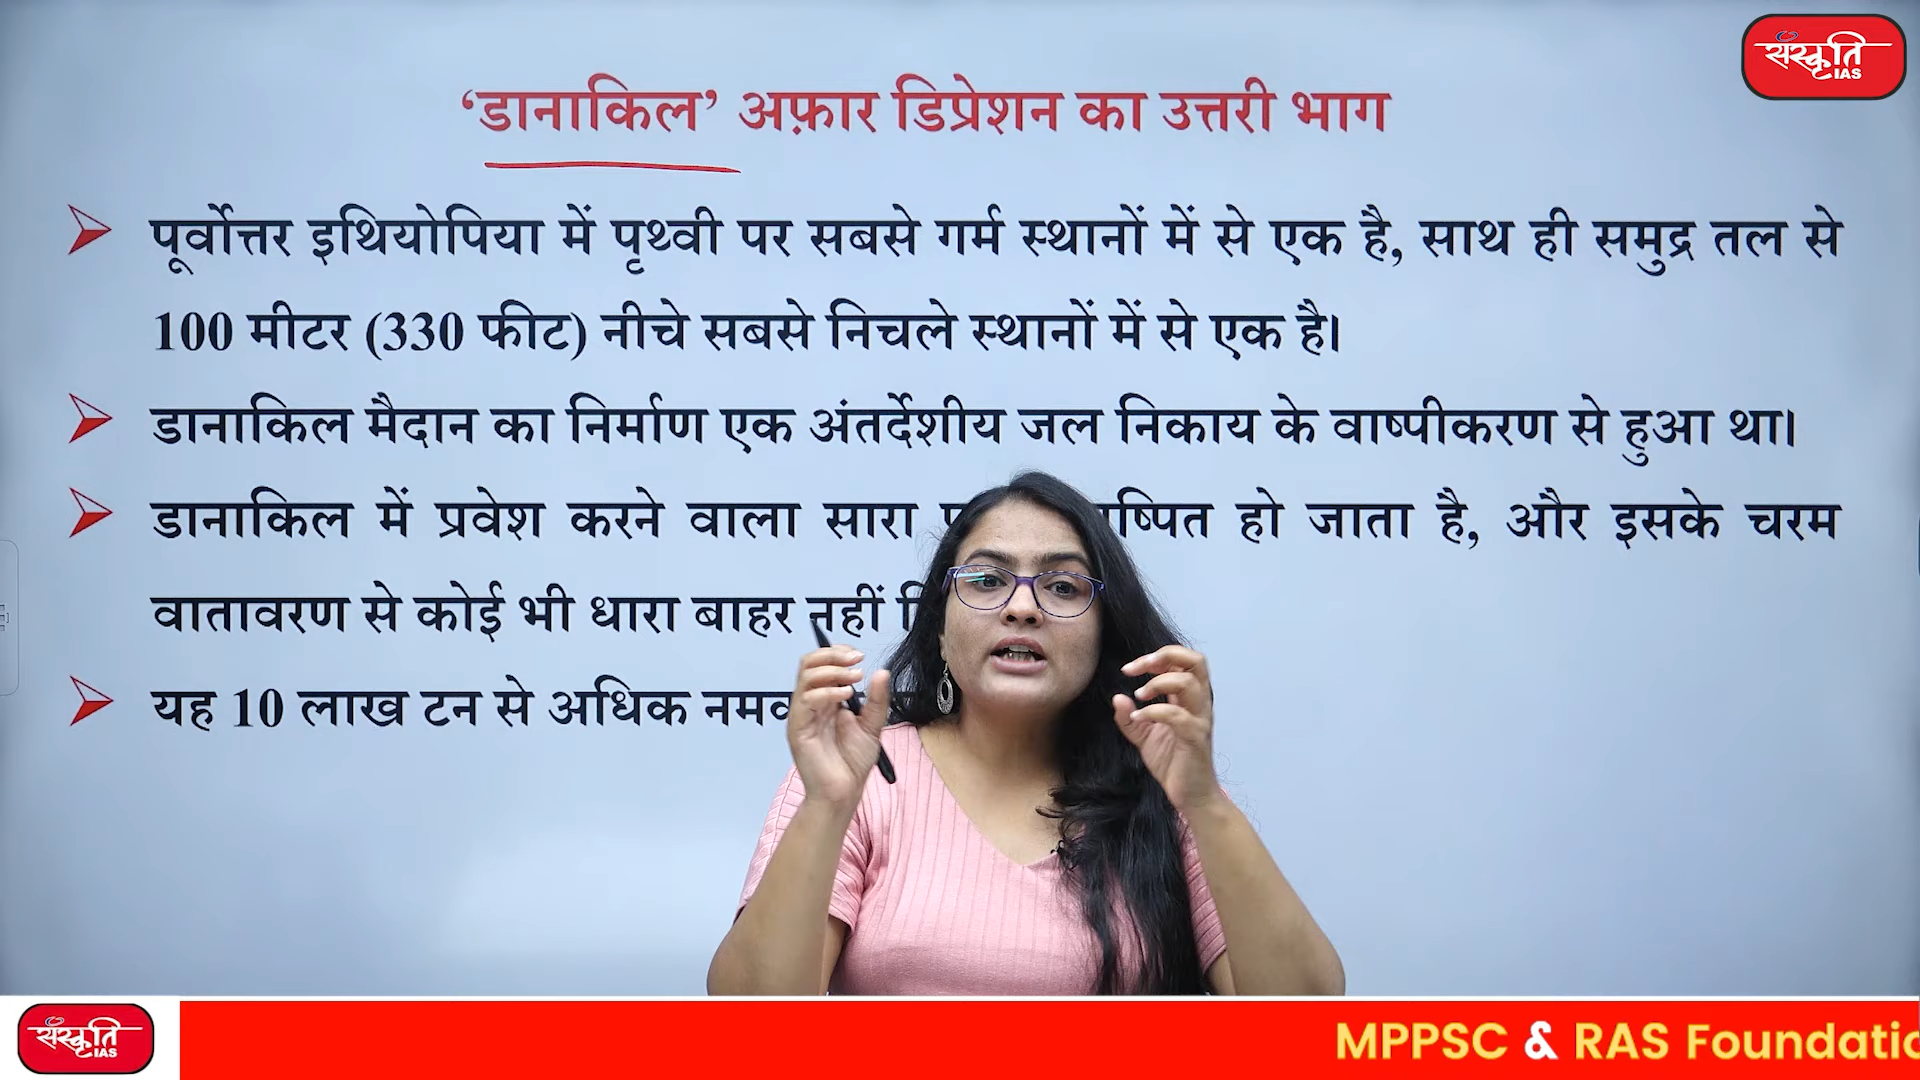 संस्कृति
IAS
‘डानाकिल’ अफ़ार डिप्रेशन का उत्तरी भाग
पूर्वोत्तर इथियोपिया में पृथ्वी पर सबसे गर्म स्थानों में से एक है, साथ ही समुद्र तल से
100 मीटर (330 फीट) नीचे सबसे निचले स्थानों में से एक है।
डानाकिल मैदान का निर्माण एक अंतर्देशीय जल निकाय के वाष्पीकरण से हुआ था।
डानाकिल में प्रवेश करने वाला सारा हो जाता है, और इसके चरम
वातावरण से कोई भी धारा बाहर नहीं
यह 10 लाख टन से अधिक
संस्कृति
IAS
MPPSC & RAS